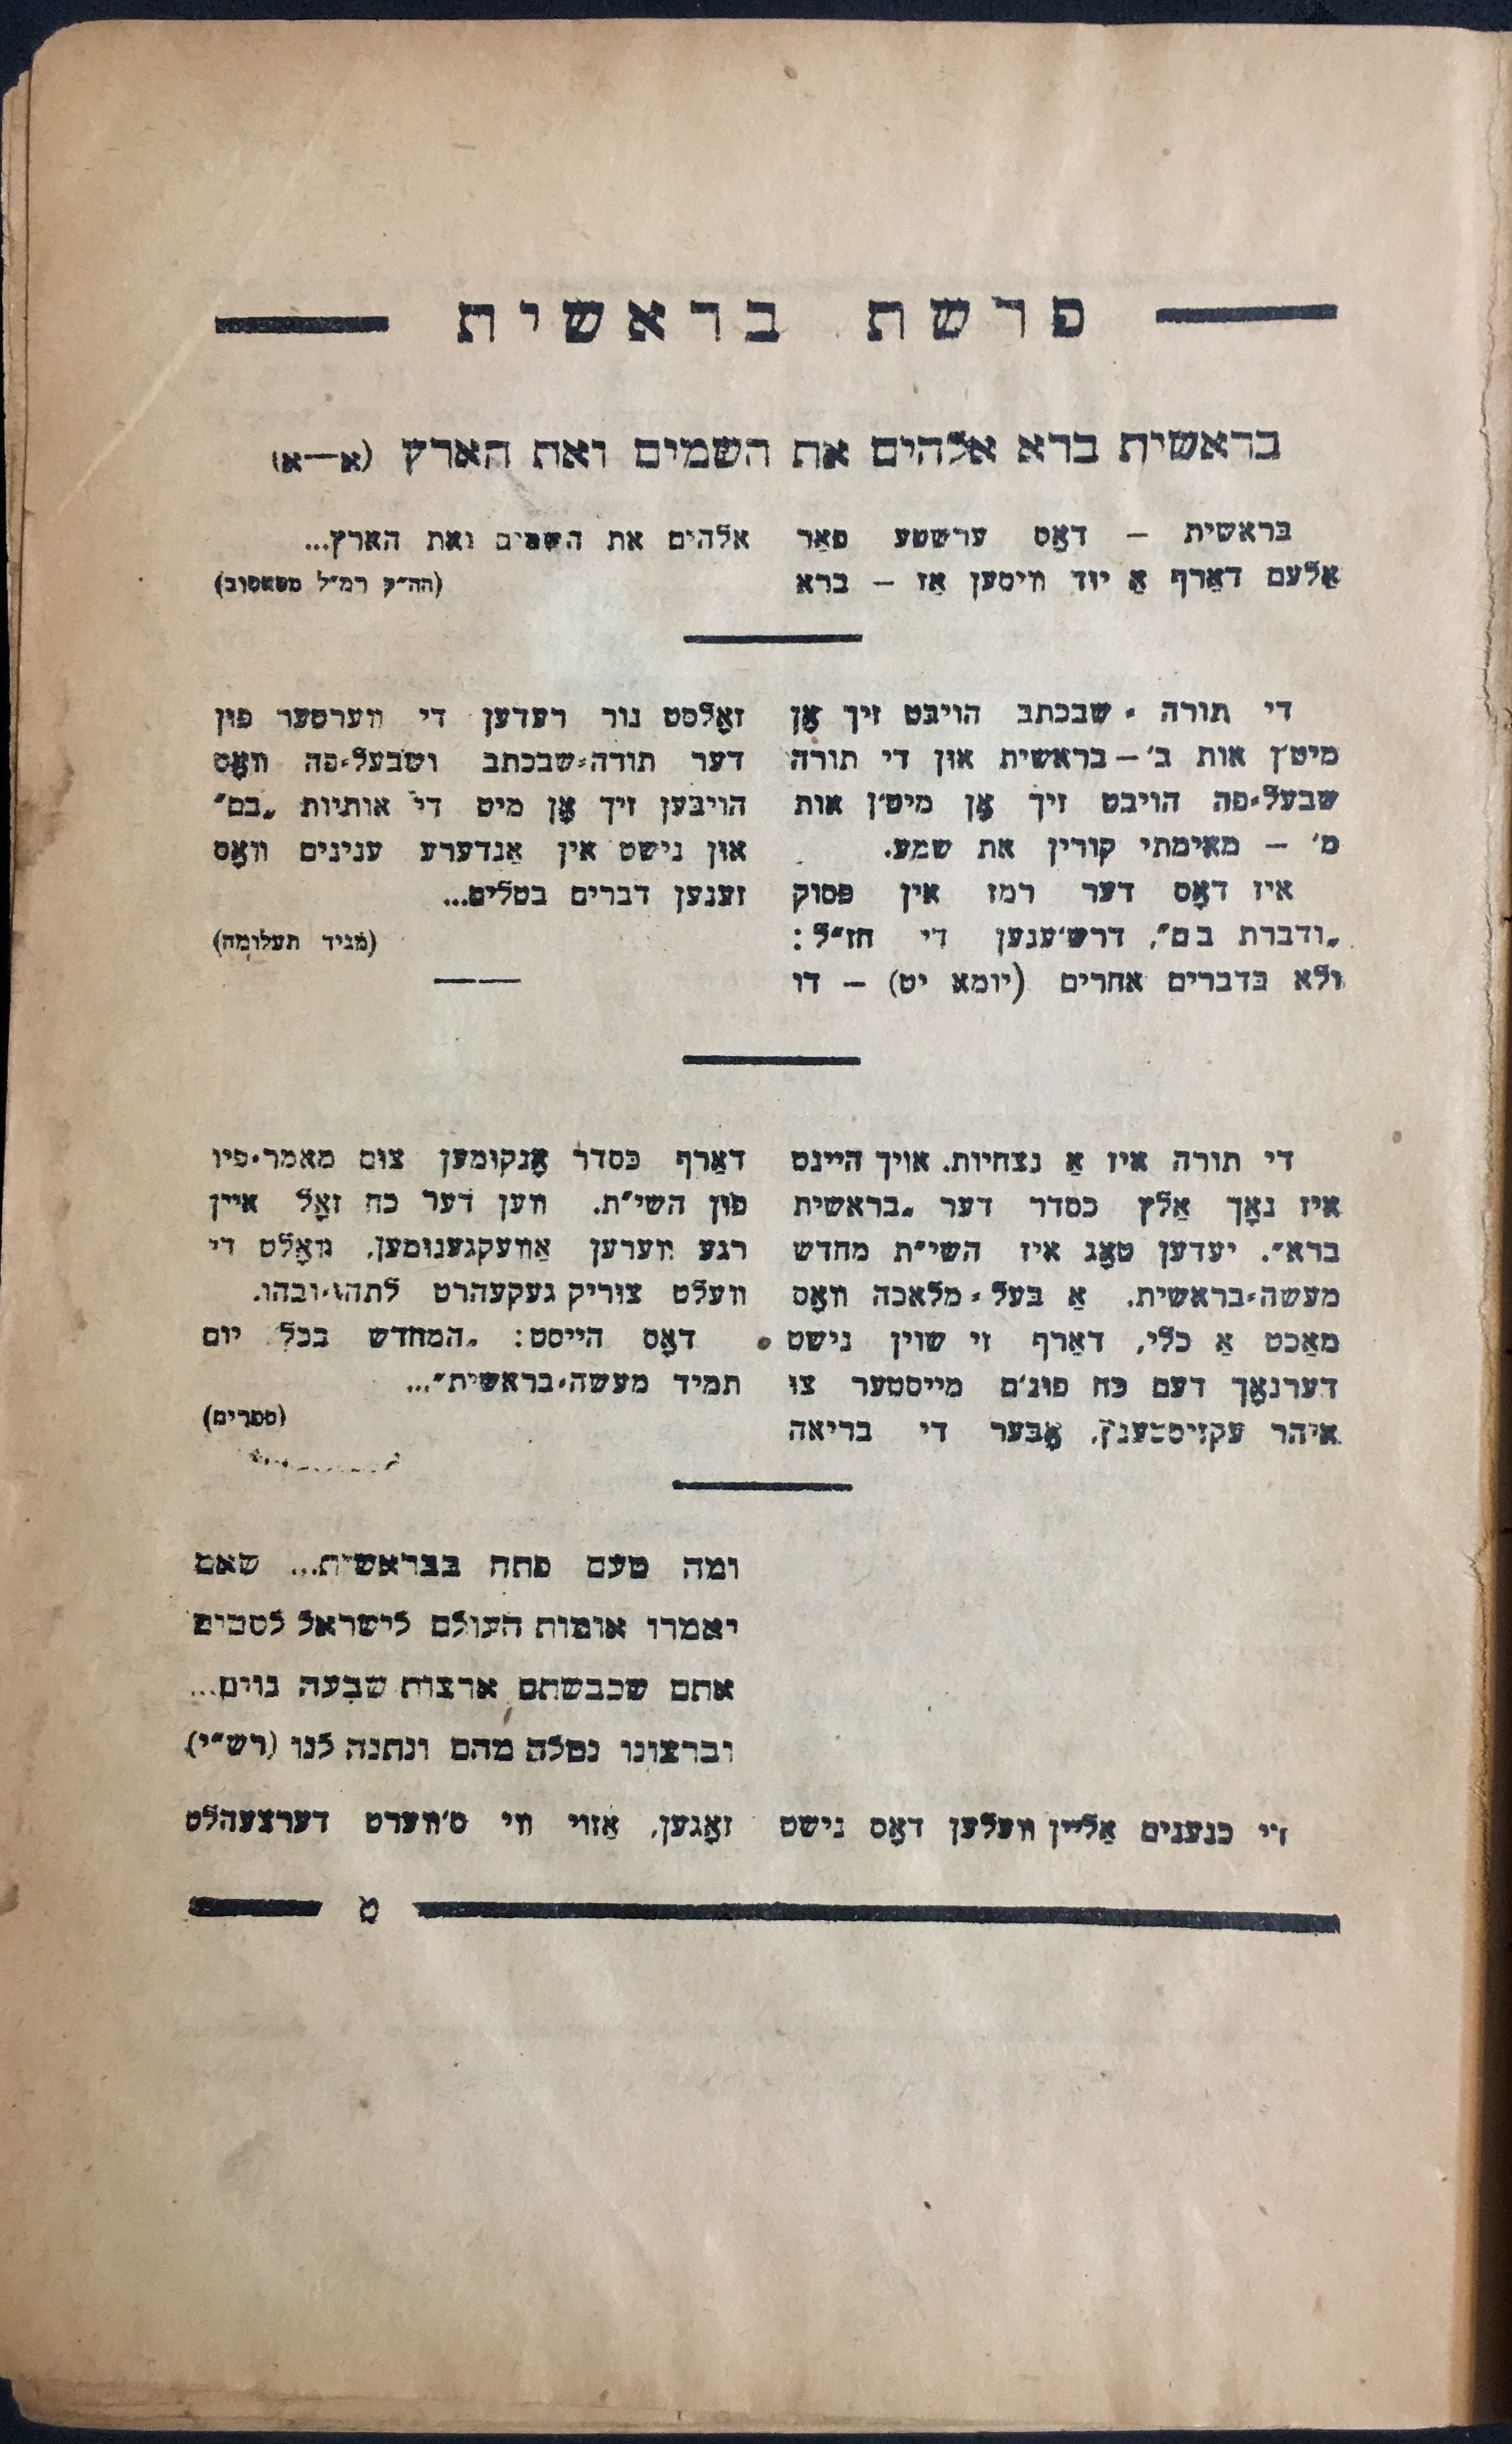 פרשת בראשית
בראשית ברא אלהים את השמים ואת הארץ (א—א)
בראשית — דאָס ערשטע פאַר
אַלעם דאַרף אַ יוד וויסען אַז — ברא
אלהים את השמים ואת הארץ...
(הה״ק רמ״ל מסאסוב)
די תורה - שבכתב הויבט זיך אָן
מיט׳ן אות ב׳ — בראשית און די תורה
שבעל-פה הויבט זיך אָן מיט׳ן אות
מ׳ — מאימתי קורין את שמע.
איז דאָס דער רמז אין פסוק
„ודברת בם״, דרש׳ענען די חז״ל:
ולא בדברים אחרים (יומא יט) — דו
זאָלסט נור רעדען די ווערטער פון
דער תורה-שבכתב ושבעל-פה וואָס
הויבען זיך אָן מיט די אותיות „בם״
און נישט אין אַנדערע ענינים וואָס
זענען דברים בטלים...
(מגיד תעלומה)
די תורה איז אַ נצחיות. אויך היינט
איז נאָך אַלץ כסדר דער „בראשית
ברא״. יעדען טאָג איז השי״ת מחדש
מעשה-בראשית. אַ בעל - מלאכה וואָס
מאַכט אַ כלי, דאַרף זי שוין נישט
דערנאָך דעם כח פונ׳ם מייסטער צו
איהר עקזיסטענץ, אָבער די בריאה
דאַרף כסדר אָנקומען צום מאמר-פיו
פון השי״ת. ווען דער כח זאָל איין
רגע ווערען אַוועקגענומען, וואָלט די
וועלט צוריק געקעהרט לתהו-ובהו.
דאָס הייסט: „המחדש בכל יום
תמיד מעשה-בראשית״...
(ספרים)
ומה טעם פתח בבראשית... שאם
יאמרו אומות העולם לישראל לסטים
אתם שכבשתם ארצות שבעה גוים...
וברצונו נטלה מהם ונתנה לנו (רש״י)
די כנענים אַליין וועלען דאָס נישט
זאָגען, אַזוי ווי ס׳ווערט דערצעהלט
ט